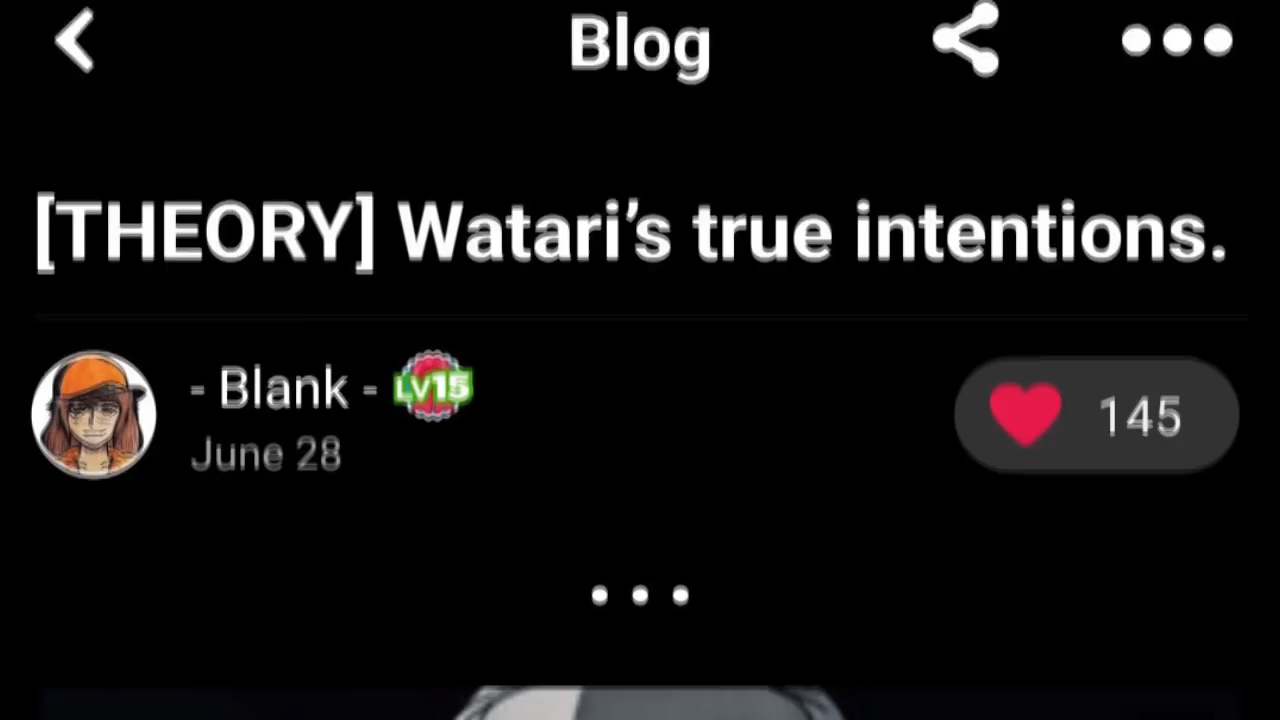 Blog
[THEORY] Watari’s true intentions.
- Blank - LV15
June 28
145
• • •